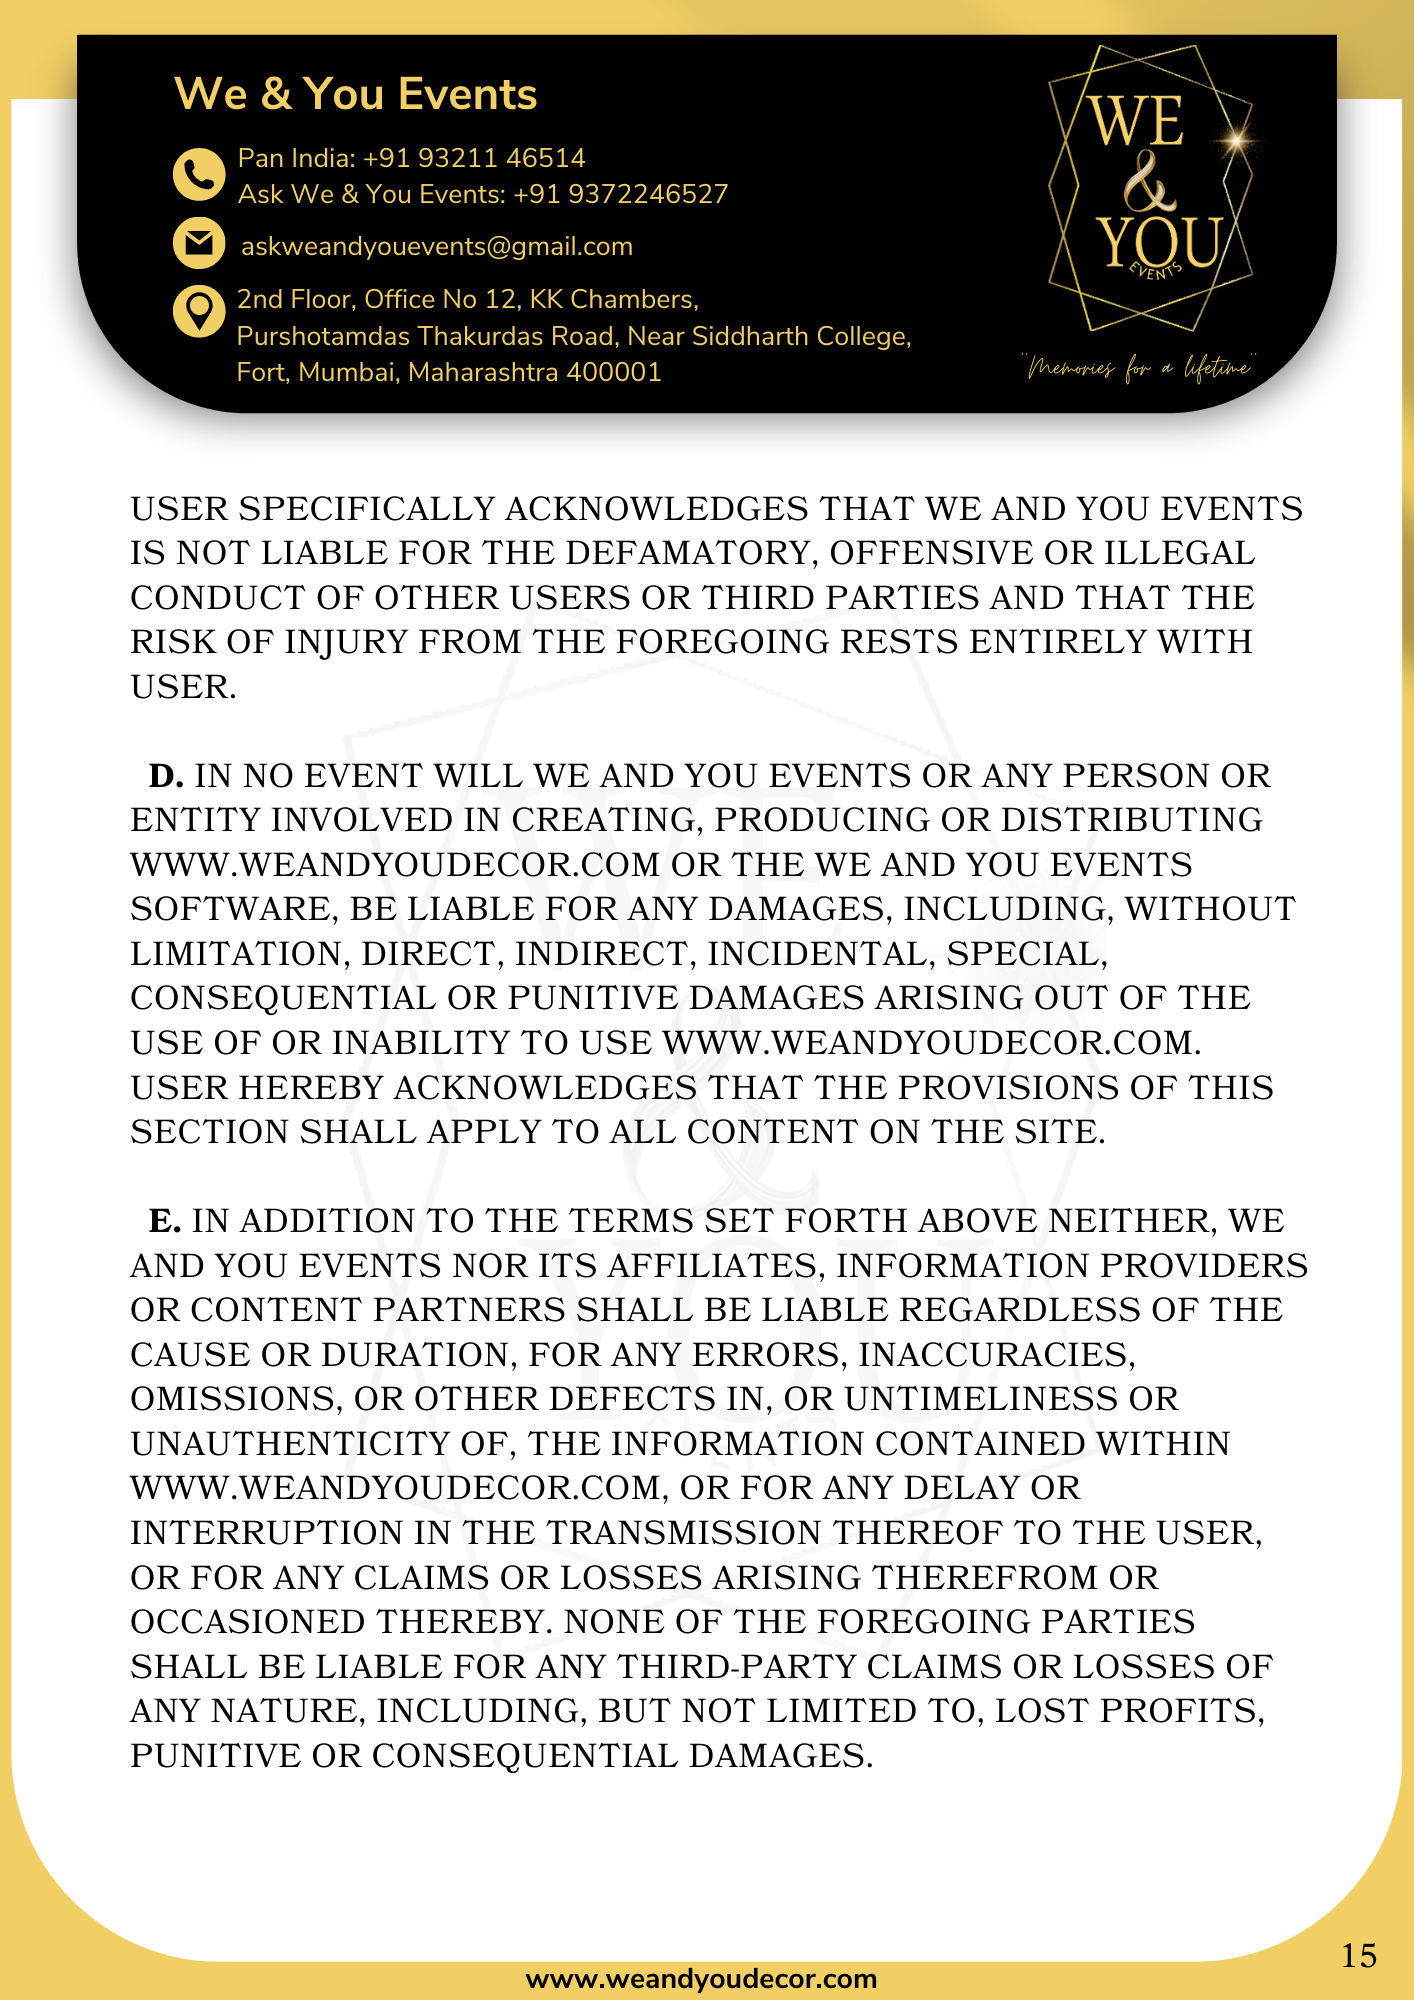 We & You Events
Pan India: +91 93211 46514
Ask We & You Events: +91 9372246527
askweandyouevents@gmail.com
2nd Floor, Office No 12, KK Chambers,
Purshotamdas Thakurdas Road, Near Siddharth College,
Fort, Mumbai, Maharashtra 400001
WE
&
YOU
EVENTS
"Memories for a lifetime"
USER SPECIFICALLY ACKNOWLEDGES THAT WE AND YOU EVENTS
IS NOT LIABLE FOR THE DEFAMATORY, OFFENSIVE OR ILLEGAL
CONDUCT OF OTHER USERS OR THIRD PARTIES AND THAT THE
RISK OF INJURY FROM THE FOREGOING RESTS ENTIRELY WITH
USER.
D. IN NO EVENT WILL WE AND YOU EVENTS OR ANY PERSON OR
ENTITY INVOLVED IN CREATING, PRODUCING OR DISTRIBUTING
WWW.WEANDYOUDECOR.COM OR THE WE AND YOU EVENTS
SOFTWARE, BE LIABLE FOR ANY DAMAGES, INCLUDING, WITHOUT
LIMITATION, DIRECT, INDIRECT, INCIDENTAL, SPECIAL,
CONSEQUENTIAL OR PUNITIVE DAMAGES ARISING OUT OF THE
USE OF OR INABILITY TO USE WWW.WEANDYOUDECOR.COM.
USER HEREBY ACKNOWLEDGES THAT THE PROVISIONS OF THIS
SECTION SHALL APPLY TO ALL CONTENT ON THE SITE.
E. IN ADDITION TO THE TERMS SET FORTH ABOVE NEITHER, WE
AND YOU EVENTS NOR ITS AFFILIATES, INFORMATION PROVIDERS
OR CONTENT PARTNERS SHALL BE LIABLE REGARDLESS OF THE
CAUSE OR DURATION, FOR ANY ERRORS, INACCURACIES,
OMISSIONS, OR OTHER DEFECTS IN, OR UNTIMELINESS OR
UNAUTHENTICITY OF, THE INFORMATION CONTAINED WITHIN
WWW.WEANDYOUDECOR.COM, OR FOR ANY DELAY OR
INTERRUPTION IN THE TRANSMISSION THEREOF TO THE USER,
OR FOR ANY CLAIMS OR LOSSES ARISING THEREFROM OR
OCCASIONED THEREBY. NONE OF THE FOREGOING PARTIES
SHALL BE LIABLE FOR ANY THIRD-PARTY CLAIMS OR LOSSES OF
ANY NATURE, INCLUDING, BUT NOT LIMITED TO, LOST PROFITS,
PUNITIVE OR CONSEQUENTIAL DAMAGES.
15
www.weandyoudecor.com